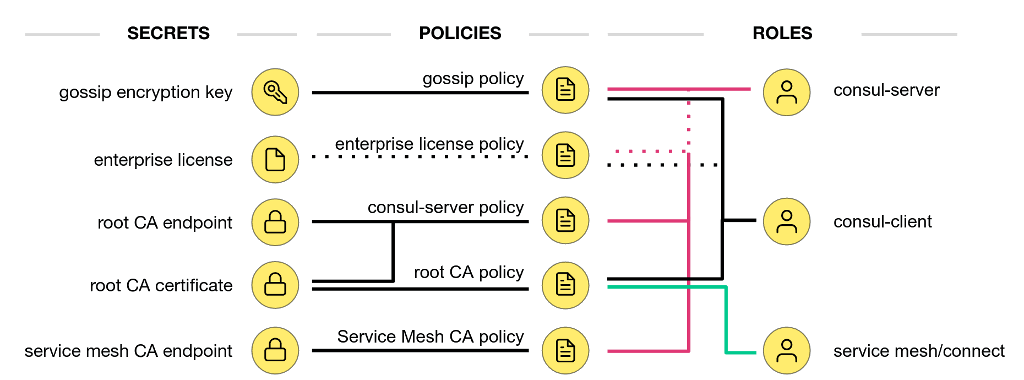 SECRETS POLICIES ROLES
gossip encryption key gossip policy consul-server
enterprise license enterprise license policy
root CA endpoint consul-server policy consul-client
root CA certificate root CA policy
service mesh CA endpoint Service Mesh CA policy service mesh/connect